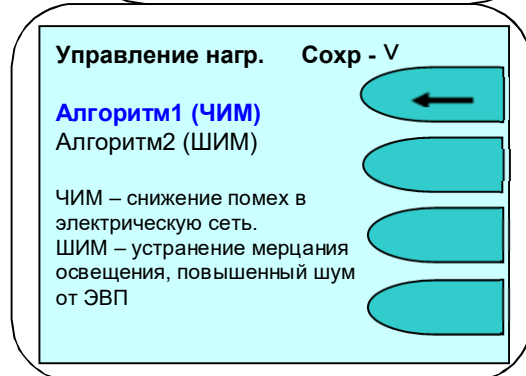 Управление нагр. Сохр - V
Алгоритм1 (ЧИМ)
Алгоритм2 (ШИМ)
ЧИМ – снижение помех в
электрическую сеть.
ШИМ – устранение мерцания
освещения, повышенный шум
от ЭВП